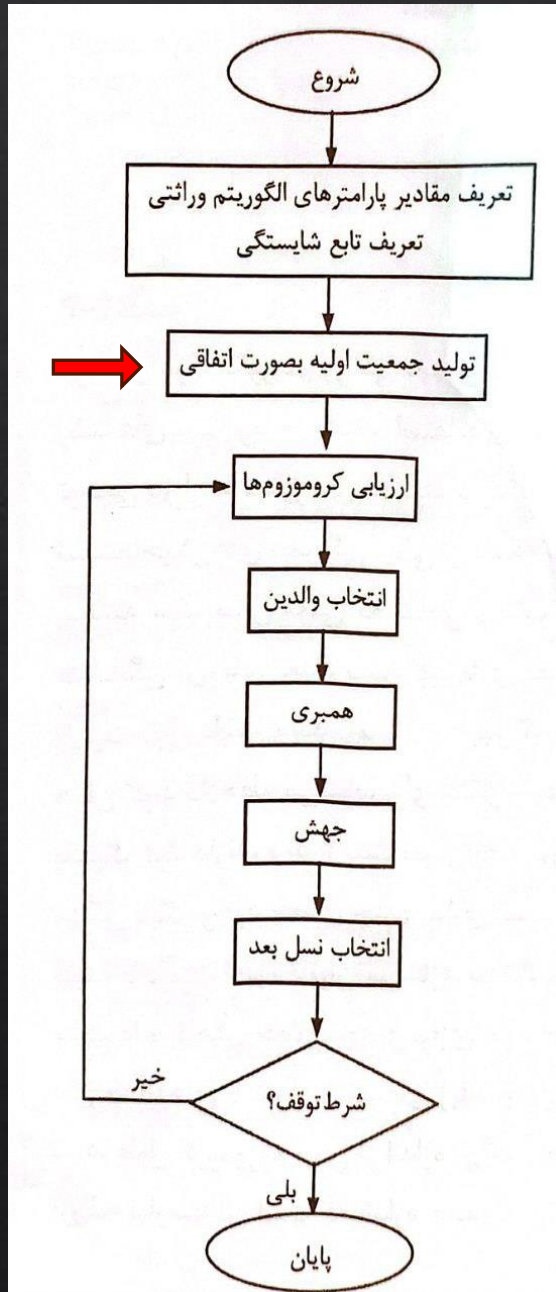 شروع
تعریف مقادیر پارامترهای الگوریتم وراثتی
تعریف تابع شایستگی
تولید جمعیت اولیه بصورت اتفاقی
ارزیابی کروموزوم‌ها
انتخاب والدین
همبری
جهش
انتخاب نسل بعد
شرط توقف؟
خیر
بلی
پایان